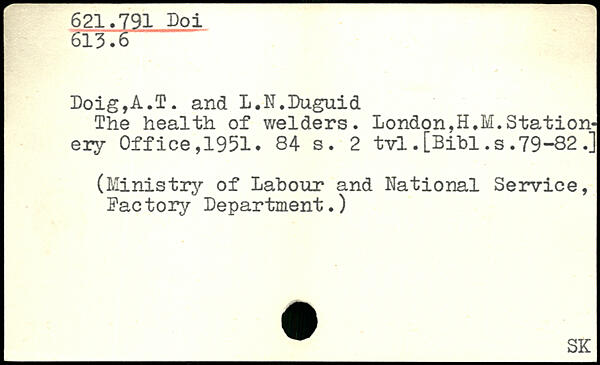 621.791 Doi
613.6
Doig,A.T. and L.N.Duguid
The health of welders. London,H.M.Station-
ery Office,1951. 84 s. 2 tvl.[Bibl.s.79-82.]
(Ministry of Labour and National Service,
Factory Department.)
SK